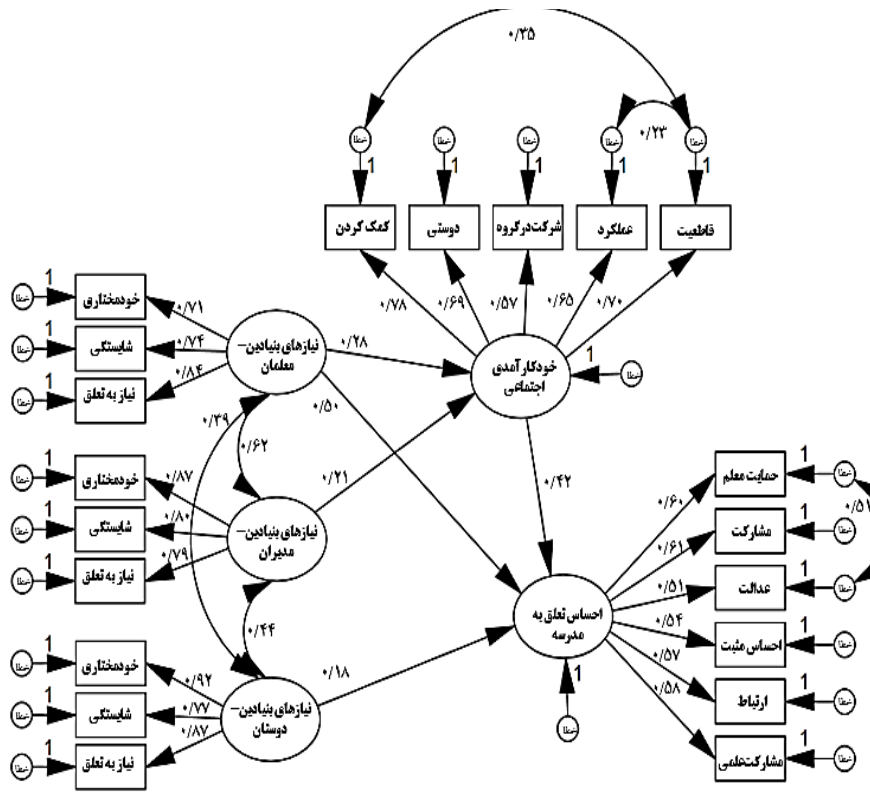 ۰/۳۵
۰/۲۳
خطا
خطا
خطا
خطا
خطا
1
1
1
1
1
کمک کردن
دوستی
شرکت در گروه
عملکرد
قاطعیت
۰/۷۸
۰/۶۹
۰/۵۷
۰/۶۵
۰/۷۰
خطا
1
خودمختاری
۰/۷۱
خطا
1
شایستگی
۰/۷۴
خطا
1
نیاز به تعلق
۰/۸۴
نیازهای بنیادین–
معلمان
۰/۲۸
۰/۵۰
خودکارآمدی
اجتماعی
1
خطا
۰/۳۹
۰/۶۲
۰/۲۱
۰/۴۲
خطا
1
خودمختاری
۰/۸۷
خطا
1
شایستگی
۰/۸۰
خطا
1
نیاز به تعلق
۰/۷۹
نیازهای بنیادین–
مدیران
۰/۴۴
خطا
1
خودمختاری
۰/۹۲
خطا
1
شایستگی
۰/۷۷
خطا
1
نیاز به تعلق
۰/۸۷
نیازهای بنیادین–
دوستان
۰/۱۸
احساس تعلق به
مدرسه
1
خطا
۰/۶۰
حمایت معلم
1
خطا
۰/۵۷
۰/۶۱
مشارکت
1
خطا
۰/۵۱
عدالت
1
خطا
۰/۵۴
احساس مثبت
1
خطا
۰/۵۷
ارتباط
1
خطا
۰/۵۸
مشارکت علمی
1
خطا